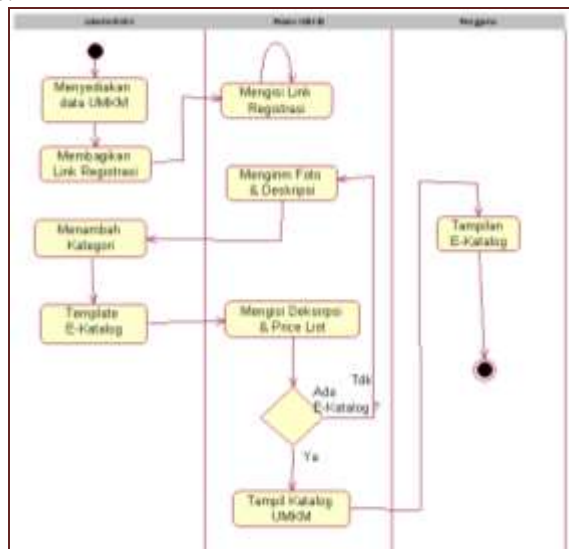 Menyediakan
data UMKM
Mengisi Link
Registrasi
Membagikan
Link Registrasi
Mengirim Foto
& Deskripsi
Menambah
Kategori
Tampilan
E-Katalog
Template
E-Katalog
Mengisi Deksripsi
& Price List
Tdk
Ada
E-Katalog
Ya
Tampil Katalog
UMKM